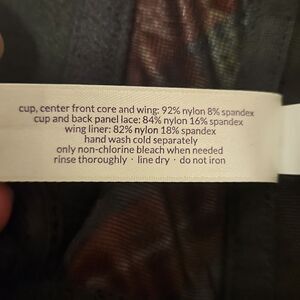 cup, center front core and wing: 92% nylon 8% spandex
cup and back panel lace: 84% nylon 16% spandex
wing liner: 82% nylon 18% spandex
hand wash cold separately
only non-chlorine bleach when needed
rinse thoroughly · line dry · do not iron